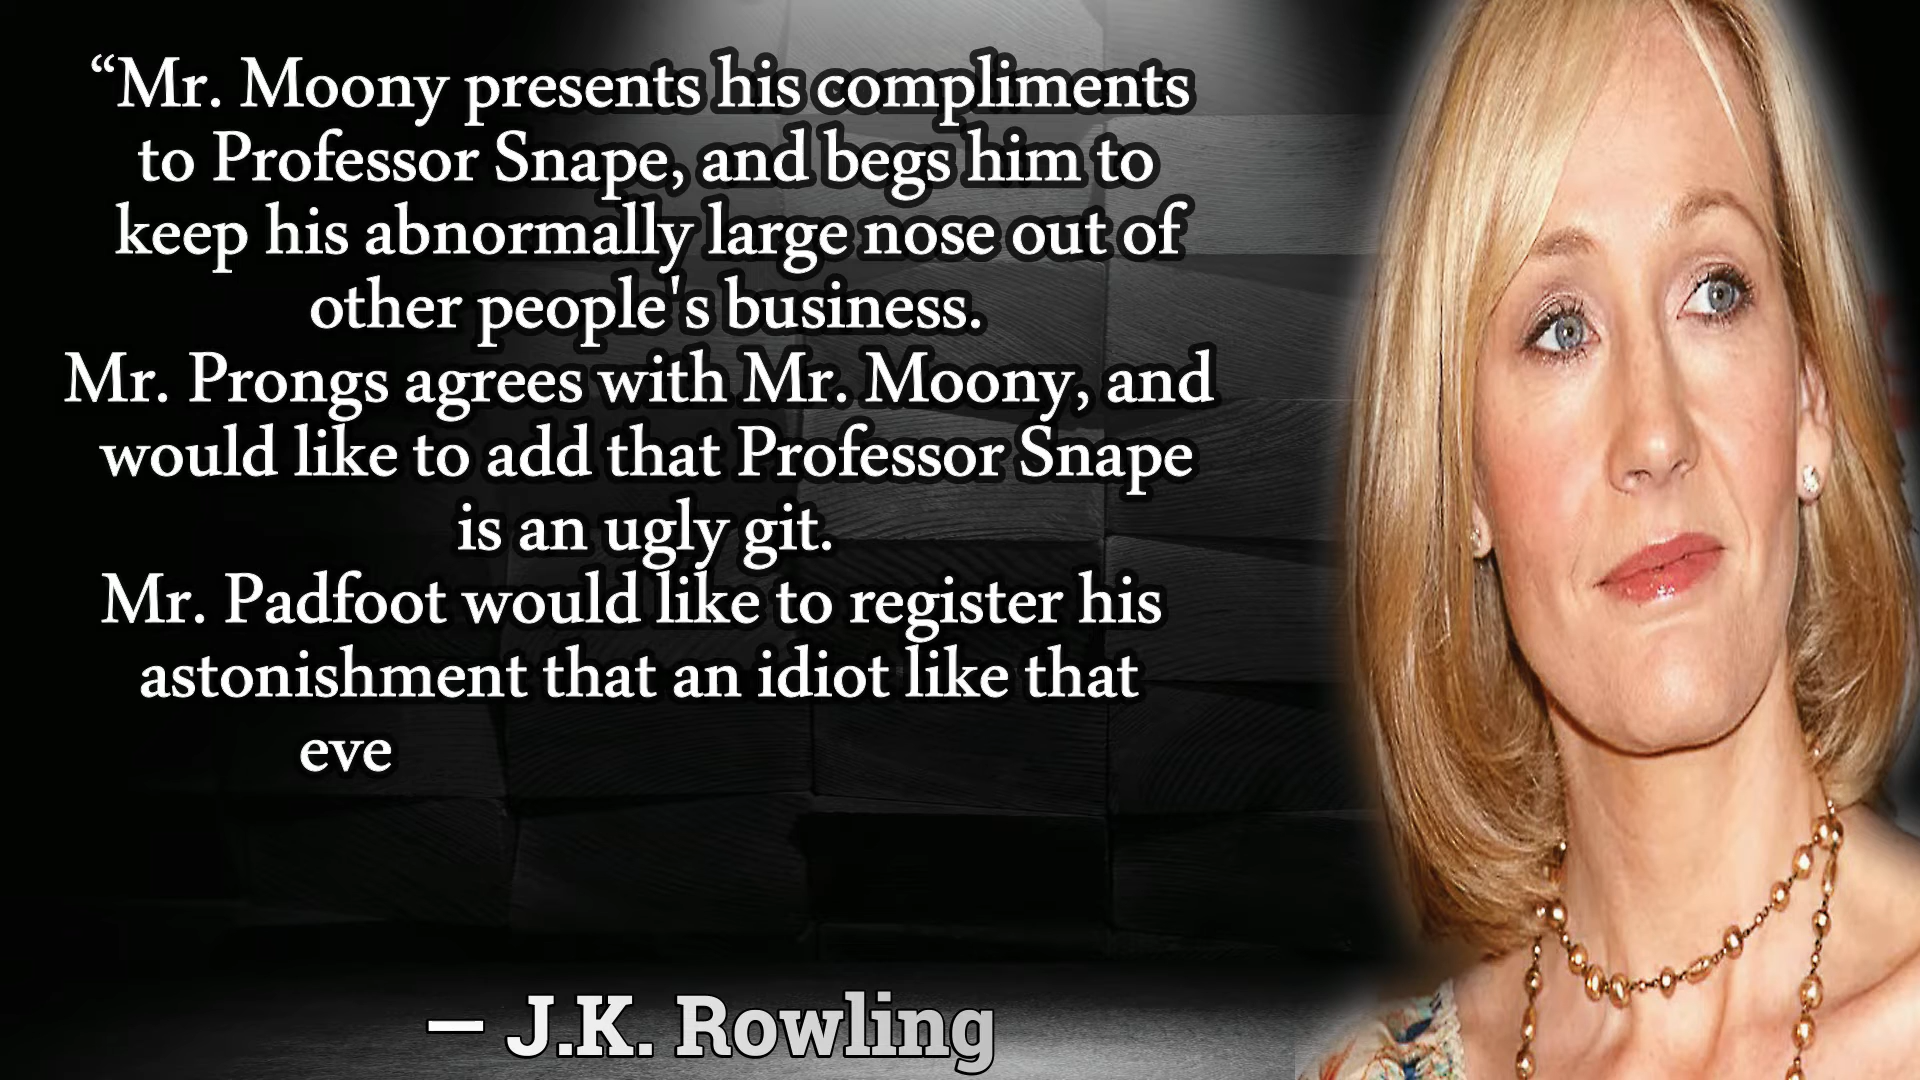 “Mr. Moony presents his compliments
to Professor Snape, and begs him to
keep his abnormally large nose out of
other people's business.
Mr. Prongs agrees with Mr. Moony, and
would like to add that Professor Snape
is an ugly git.
Mr. Padfoot would like to register his
astonishment that an idiot like that
eve
— J.K. Rowling